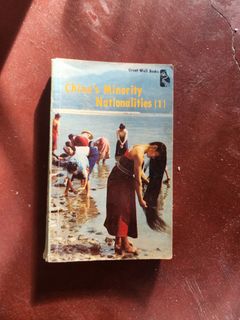 Great Wall Books
China's Minority
Nationalities (1)